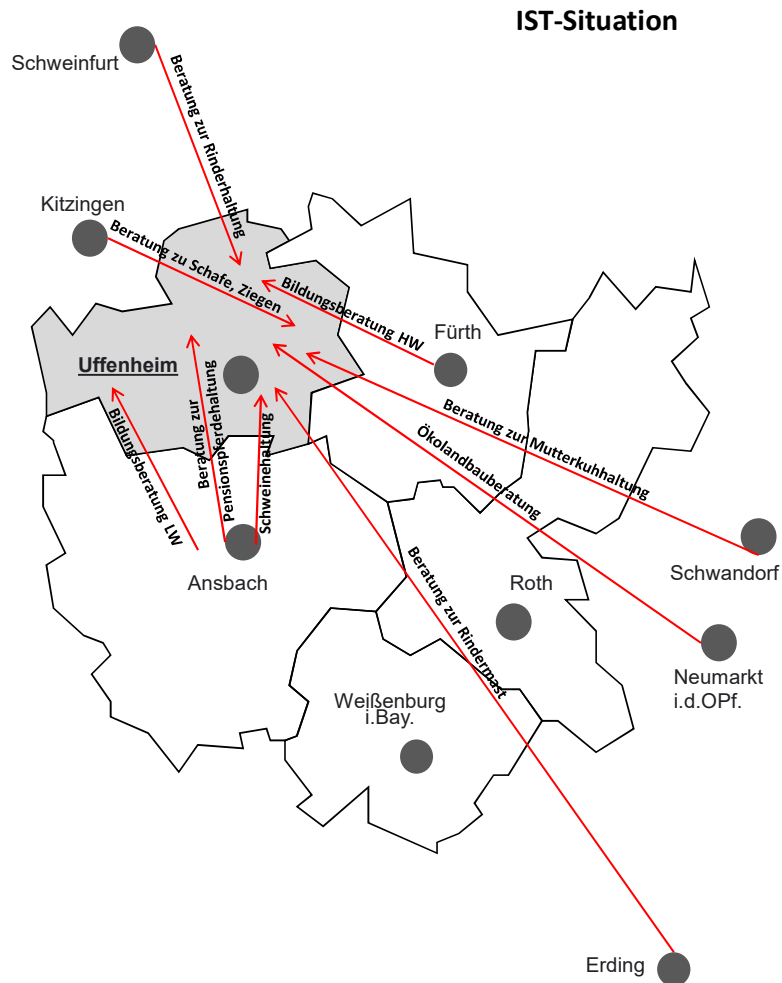 IST-Situation
Schweinfurt
Beratung zur Rinderhaltung
Kitzingen
Beratung zu Schafe, Ziegen
Bildungsberatung HW
Fürth
Uffenheim
Bildungsberatung LW
Beratung zur
Pensionspferdehaltung
Schweinehaltung
Beratung zur Mutterkuhhaltung
Ökolandbauberatung
Ansbach
Beratung zur Rindermast
Roth
Schwandorf
Neumarkt
i.d.OPf.
Weißenburg
i.Bay.
Erding